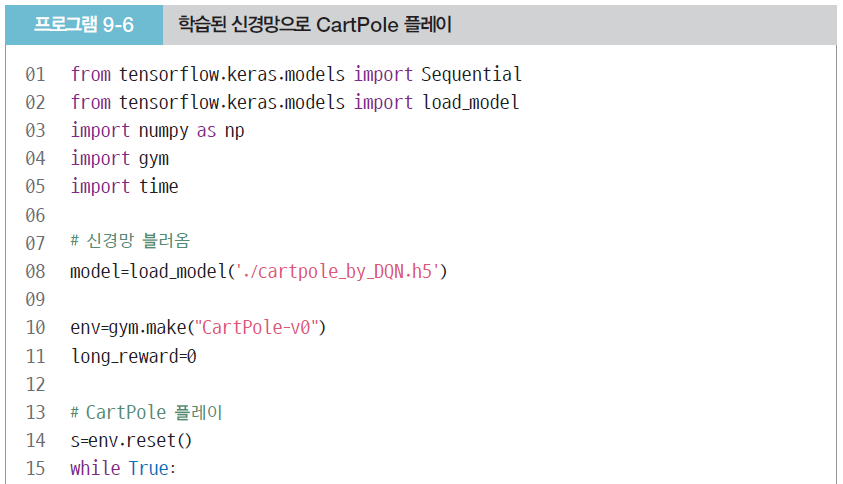 프로그램 9-6 학습된 신경망으로 CartPole 플레이
01 from tensorflow.keras.models import Sequential
02 from tensorflow.keras.models import load_model
03 import numpy as np
04 import gym
05 import time
06
07 # 신경망 블러옴
08 model=load_model('./cartpole_by_DQN.h5')
09
10 env=gym.make("CartPole-v0")
11 long_reward=0
12
13 # CartPole 플레이
14 s=env.reset()
15 while True: